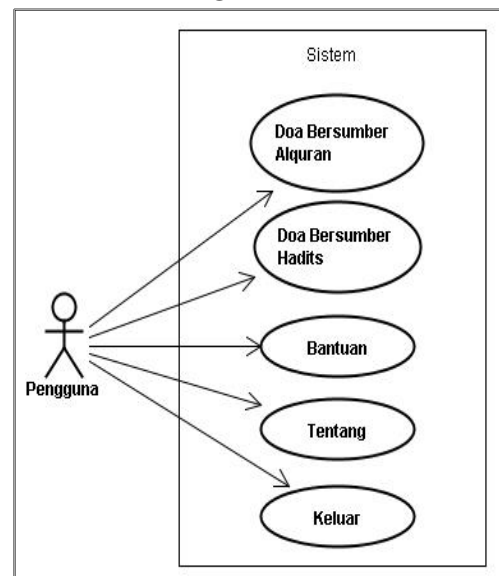 Sistem
Doa Bersumber
Alquran
Doa Bersumber
Hadits
Bantuan
Pengguna
Tentang
Keluar